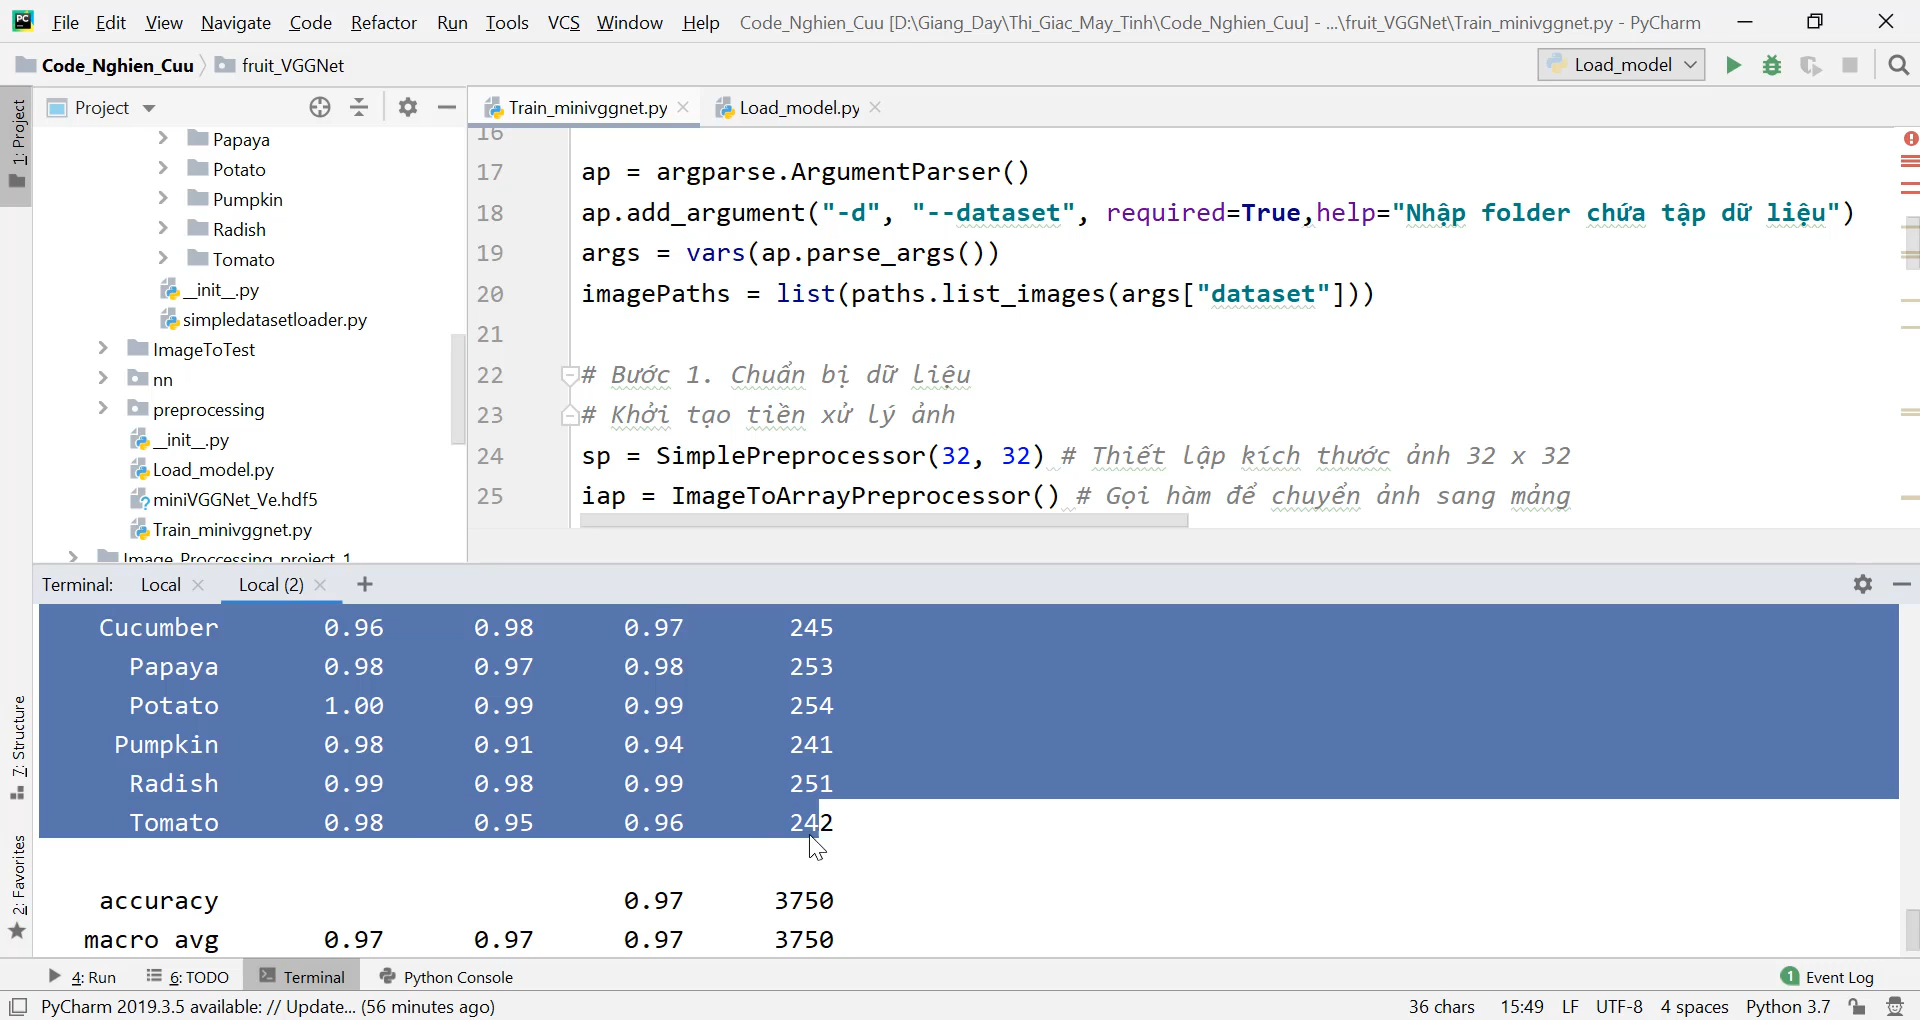 File Edit View Navigate Code Refactor Run Tools VCS Window Help Code_Nghien_Cuu [D:\Giang_Day\Thi_Giac_May_Tinh\Code_Nghien_Cuu] - ...\fruit_VGGNet\Train_minivggnet.py - PyCharm
Code_Nghien_Cuu fruit_VGGNet Load_model
Project
Train_minivggnet.py
Load_model.py
1: Project
7: Structure
2: Favorites
Papaya
Potato
Pumpkin
Radish
Tomato
__init__.py
simpledatasetloader.py
ImageToTest
nn
preprocessing
__init__.py
Load_model.py
miniVGGNet_Ve.hdf5
Train_minivggnet.py
Image_Proccessing_project_1
16
17 ap = argparse.ArgumentParser()
18 ap.add_argument("-d", "--dataset", required=True,help="Nhập folder chứa tập dữ liệu")
19 args = vars(ap.parse_args())
20 imagePaths = list(paths.list_images(args["dataset"]))
21
22 # Bước 1. Chuẩn bị dữ liệu
23 # Khởi tạo tiền xử lý ảnh
24 sp = SimplePreprocessor(32, 32) # Thiết lập kích thước ảnh 32 x 32
25 iap = ImageToArrayPreprocessor() # Gọi hàm để chuyển ảnh sang mảng
Terminal: Local Local (2)
Cucumber 0.96 0.98 0.97 245
Papaya 0.98 0.97 0.98 253
Potato 1.00 0.99 0.99 254
Pumpkin 0.98 0.91 0.94 241
Radish 0.99 0.98 0.99 251
Tomato 0.98 0.95 0.96 242
accuracy 0.97 3750
macro avg 0.97 0.97 0.97 3750
4: Run 6: TODO Terminal Python Console 1 Event Log
PyCharm 2019.3.5 available: // Update... (56 minutes ago) 36 chars 15:49 LF UTF-8 4 spaces Python 3.7